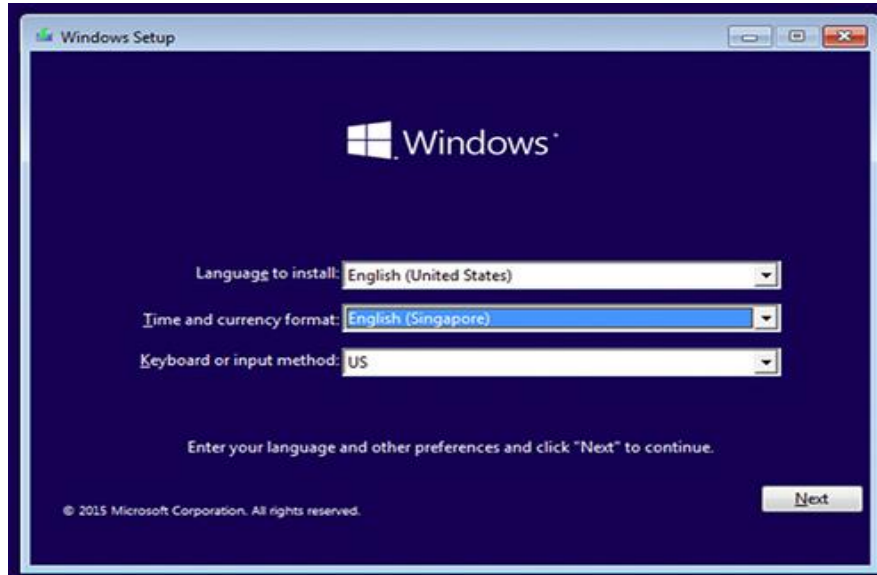 Windows Setup
Windows
Language to install: English (United States)
Time and currency format: English (Singapore)
Keyboard or input method: US
Enter your language and other preferences and click "Next" to continue.
Next
© 2015 Microsoft Corporation. All rights reserved.